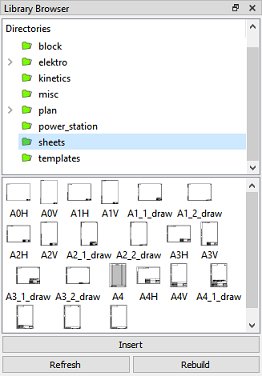 Library Browser
Directories
block
elektro
kinetics
misc
plan
power_station
sheets
templates
A0H A0V A1H A1V A1_1_draw A1_2_draw
A2H A2V A2_1_draw A2_2_draw A3H A3V
A3_1_draw A3_2_draw A4 A4H A4V A4_1_draw
Insert
Refresh Rebuild